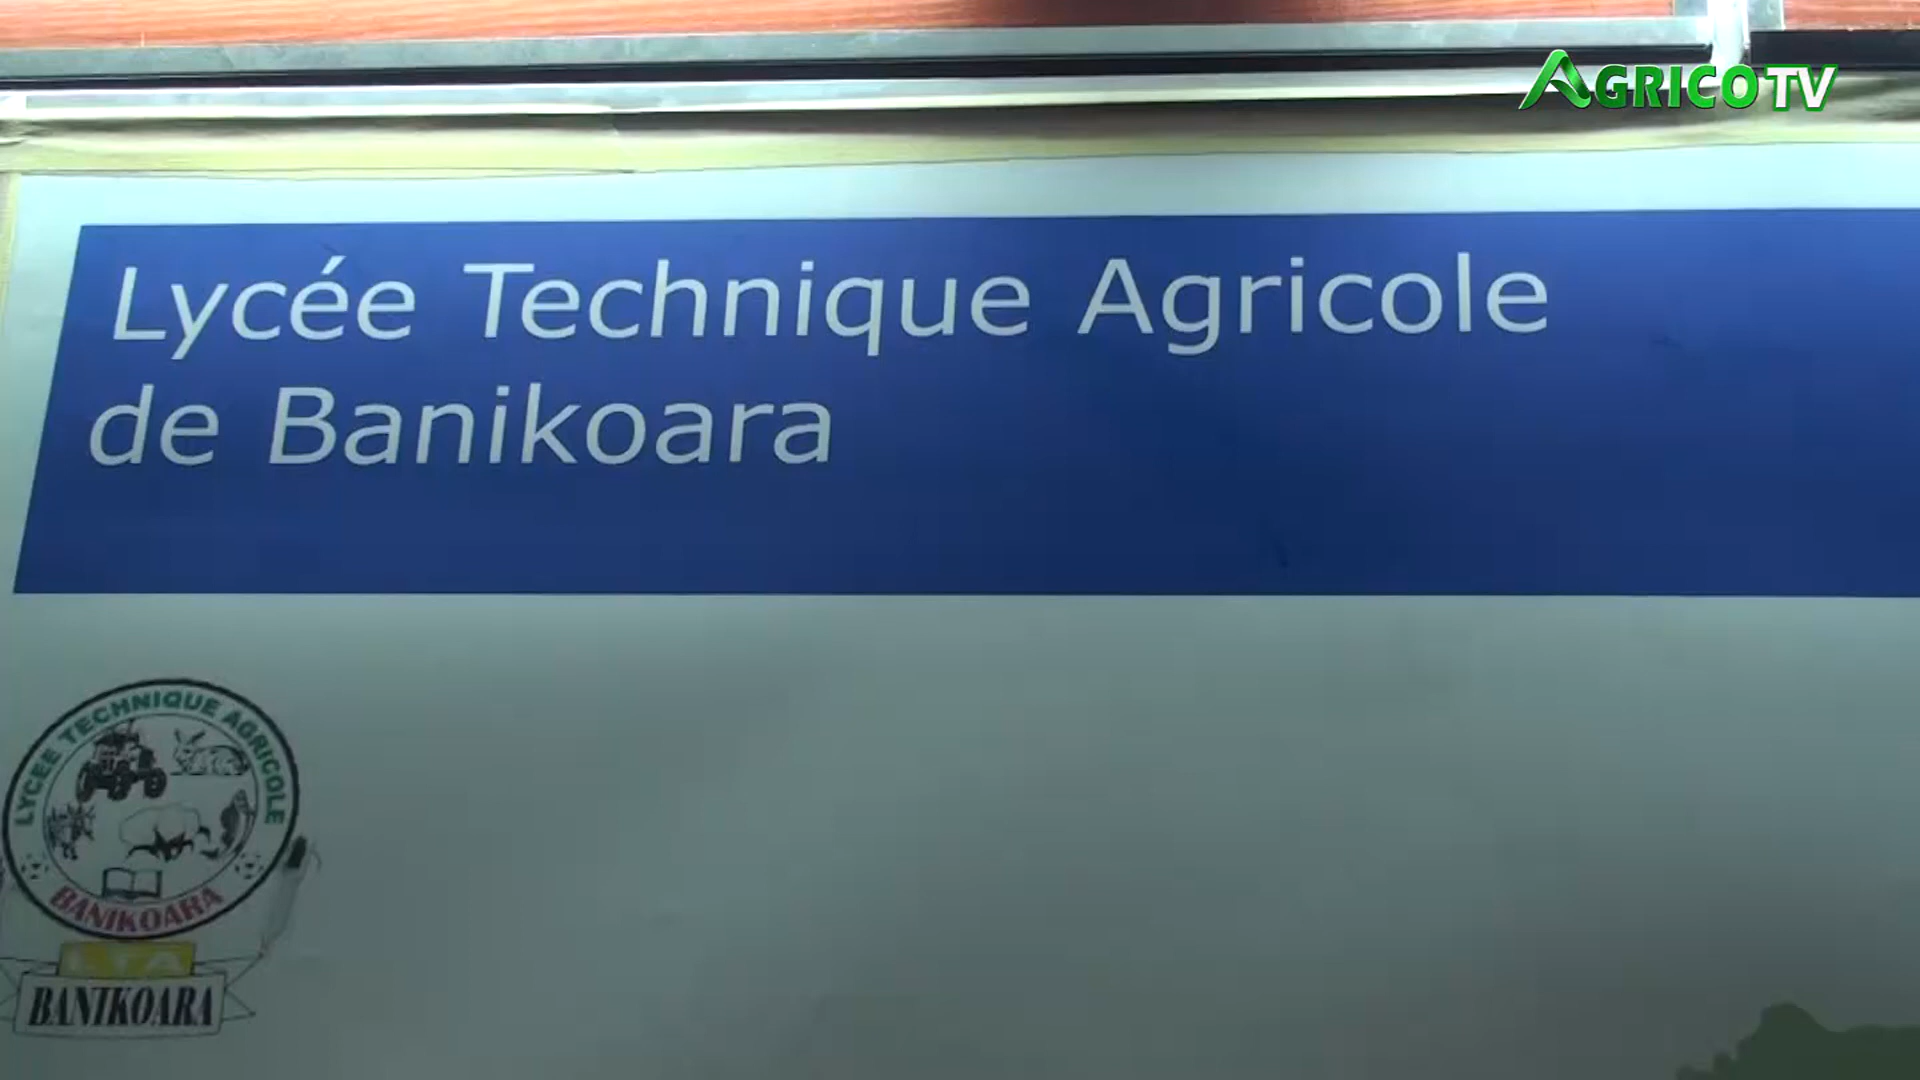 AGRICOTV
Lycée Technique Agricole
de Banikoara
LYCEE TECHNIQUE AGRICOLE
BANIKOARA
LTA
BANIKOARA